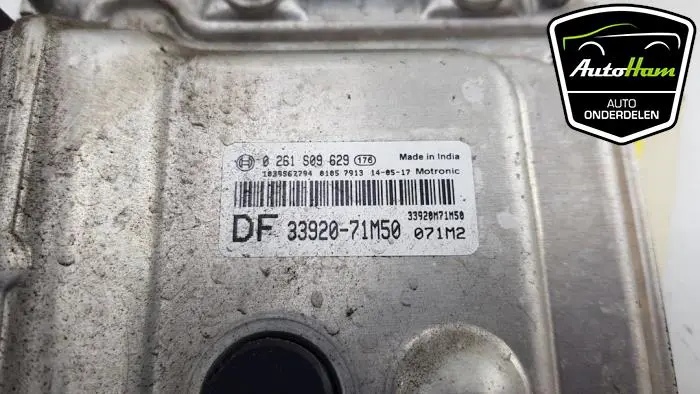 AutoHam
AUTO
ONDERDELEN
0 261 S09 629 176 Made in India
1039S62794 0105 7913 14-05-17 Motronic
33920M71M50
DF 33920-71M50 071M2